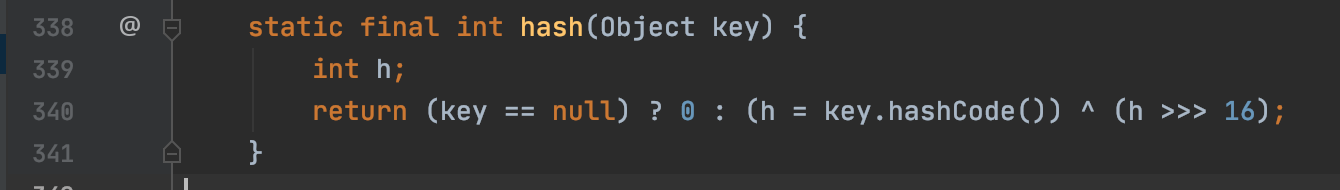 338 @ static final int hash(Object key) {
339 int h;
340 return (key == null) ? 0 : (h = key.hashCode()) ^ (h >>> 16);
341 }